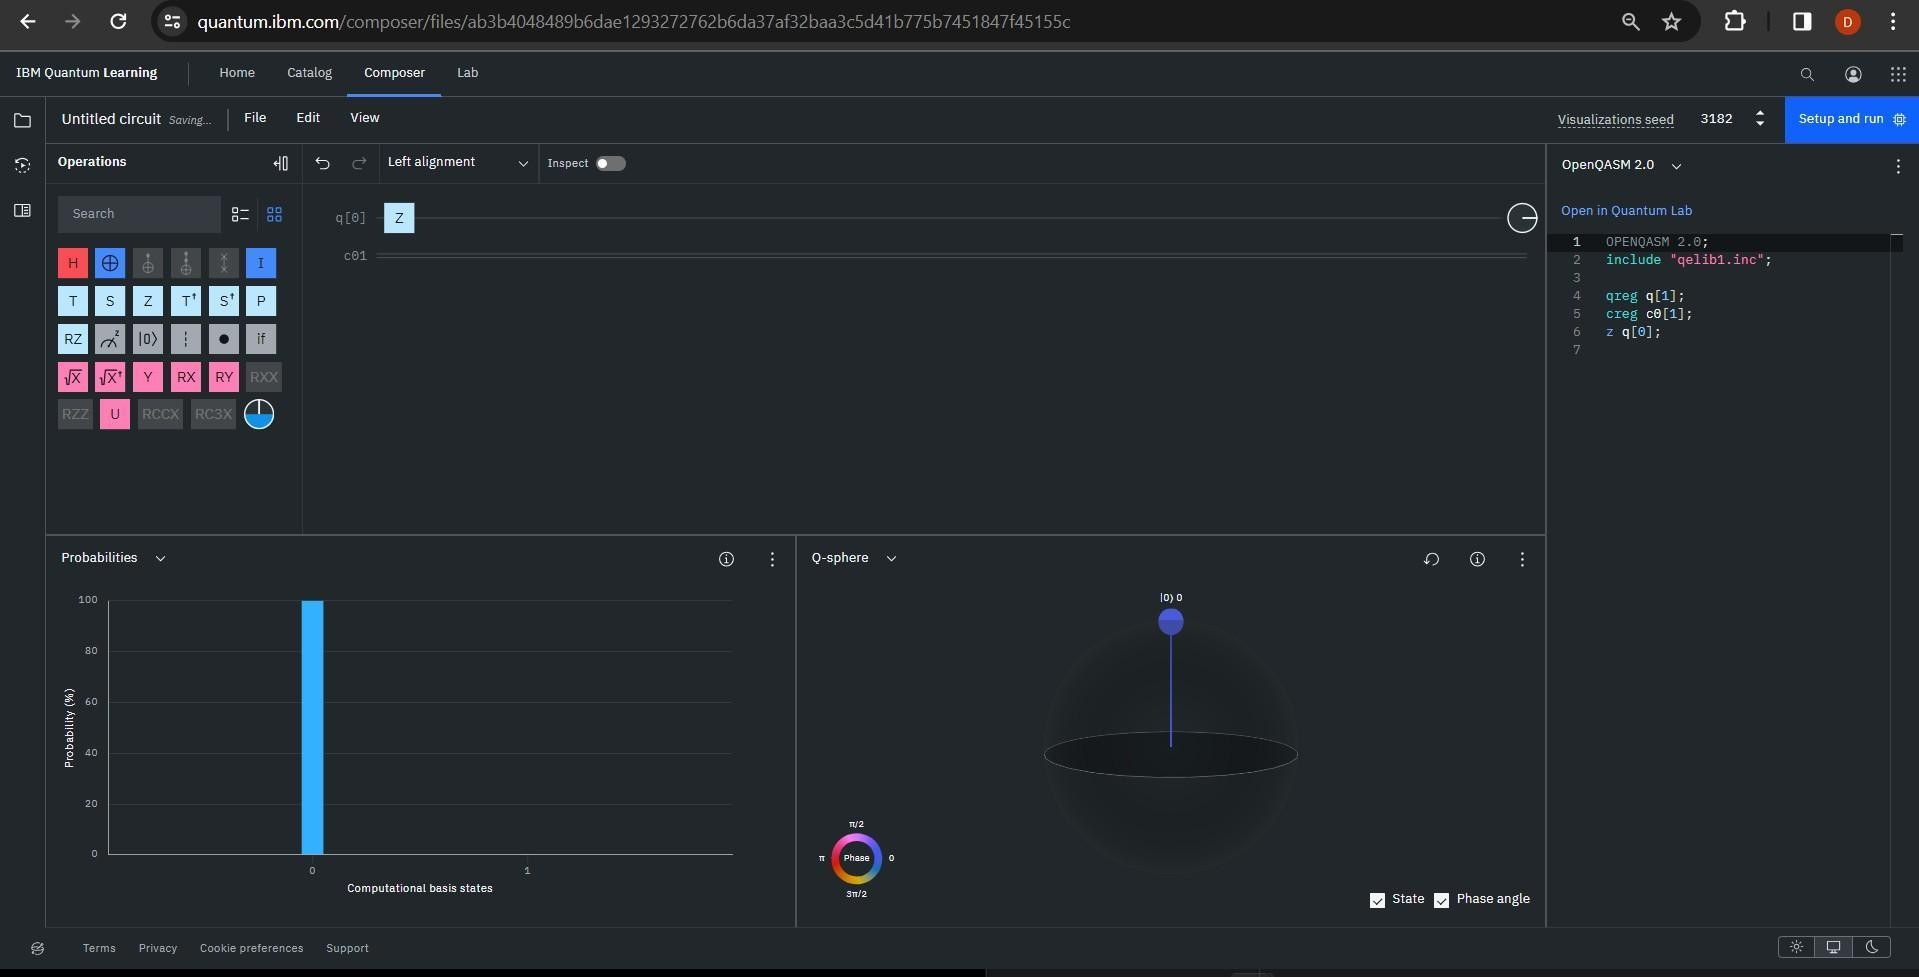 quantum.ibm.com/composer/files/ab3b4048489b6dae1293272762b6da37af32baa3c5d41b775b7451847f45155c
D
IBM Quantum Learning
Home
Catalog
Composer
Lab
Untitled circuit
Saving...
File
Edit
View
Visualizations seed
3182
Setup and run
Operations
Left alignment
Inspect
OpenQASM 2.0
Search
Open in Quantum Lab
q[0]
Z
c01
H
I
T
S
Z
T†
S†
P
RZ
z
|0⟩
if
√X
√X†
Y
RX
RY
RXX
RZZ
U
RCCX
RC3X
1 OPENQASM 2.0;
2 include "qelib1.inc";
3
4 qreg q[1];
5 creg c0[1];
6 z q[0];
7
Probabilities
100
80
60
40
20
0
Probability (%)
0
1
Computational basis states
Q-sphere
|0⟩ 0
π/2
π
Phase
0
3π/2
State
Phase angle
Terms
Privacy
Cookie preferences
Support